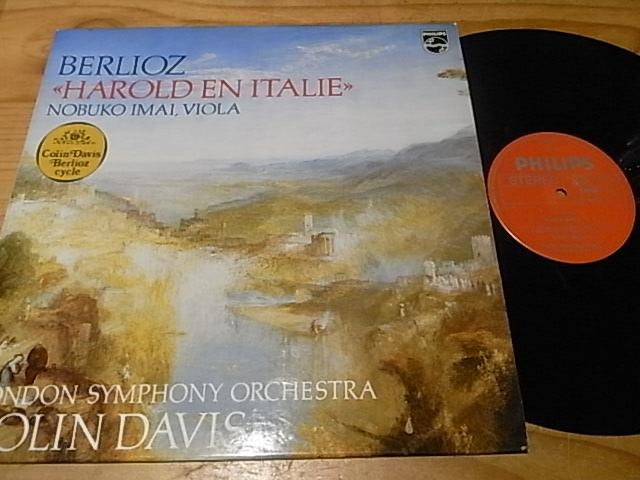 BERLIOZ
«HAROLD EN ITALIE»
NOBUKO IMAI, VIOLA
Colin Davis
Berlioz
cycle
ONDON SYMPHONY ORCHESTRA
OLIN DAVIS
PHILIPS
PHILIPS
STEREO